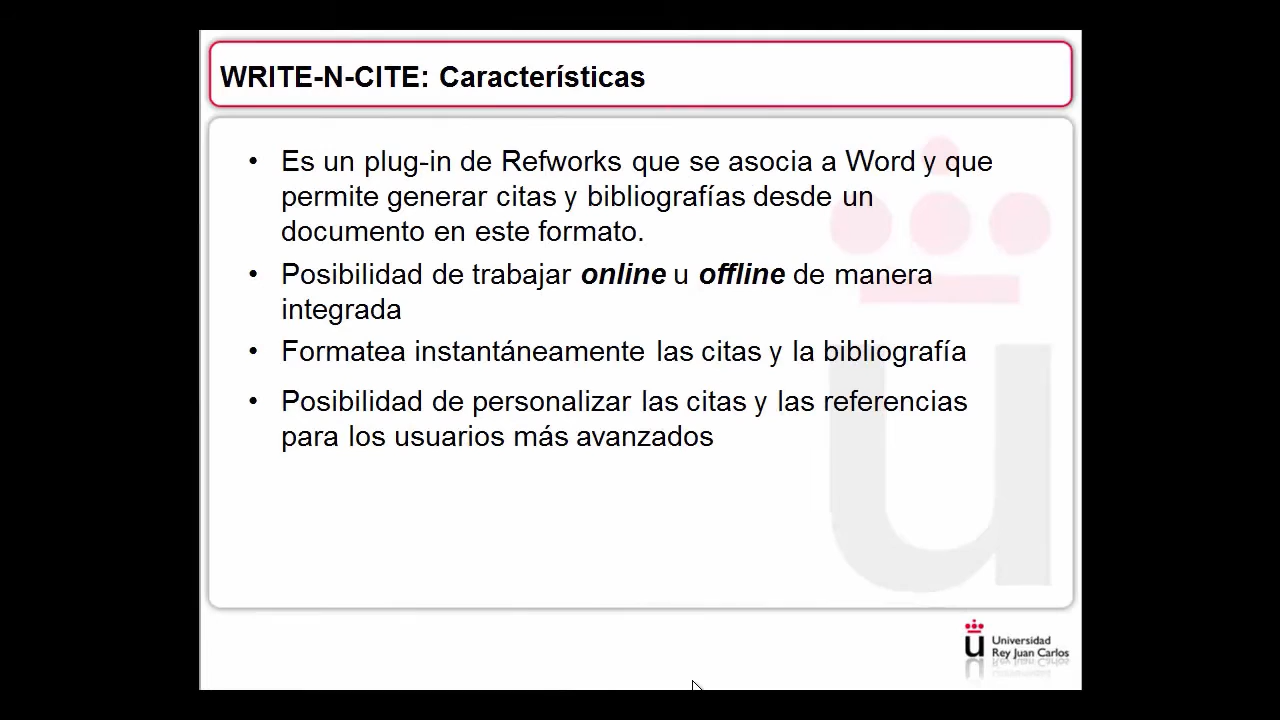 WRITE-N-CITE: Características
• Es un plug-in de Refworks que se asocia a Word y que
permite generar citas y bibliografías desde un
documento en este formato.
• Posibilidad de trabajar online u offline de manera
integrada
• Formatea instantáneamente las citas y la bibliografía
• Posibilidad de personalizar las citas y las referencias
para los usuarios más avanzados
u
Universidad
Rey Juan Carlos